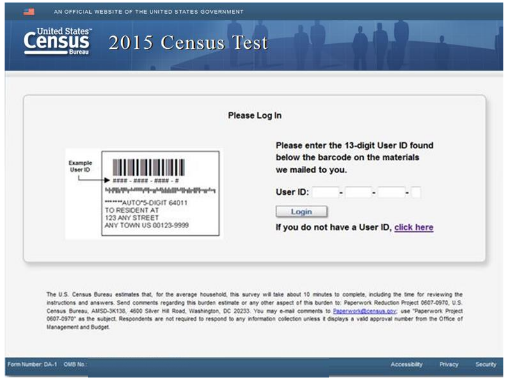 AN OFFICIAL WEBSITE OF THE UNITED STATES GOVERNMENT
United States™
Census
Bureau
2015 Census Test
Please Log In
Example
User ID
#### - #### - #### - #
*******AUTO*5-DIGIT 64011
TO RESIDENT AT
123 ANY STREET
ANY TOWN US 00123-9999
Please enter the 13-digit User ID found
below the barcode on the materials
we mailed to you.
User ID: - - -
Login
If you do not have a User ID, click here
The U.S. Census Bureau estimates that, for the average household, this survey will take about 10 minutes to complete, including the time for reviewing the
instructions and answers. Send comments regarding this burden estimate or any other aspect of this burden to: Paperwork Reduction Project 0607-0970, U.S.
Census Bureau, AMSD-3K138, 4600 Silver Hill Road, Washington, DC 20233. You may e-mail comments to Paperwork@census.gov; use "Paperwork Project
0607-0970" as the subject. Respondents are not required to respond to any information collection unless it displays a valid approval number from the Office of
Management and Budget.
Form Number: DA-1 OMB No.:
Accessibility Privacy Security